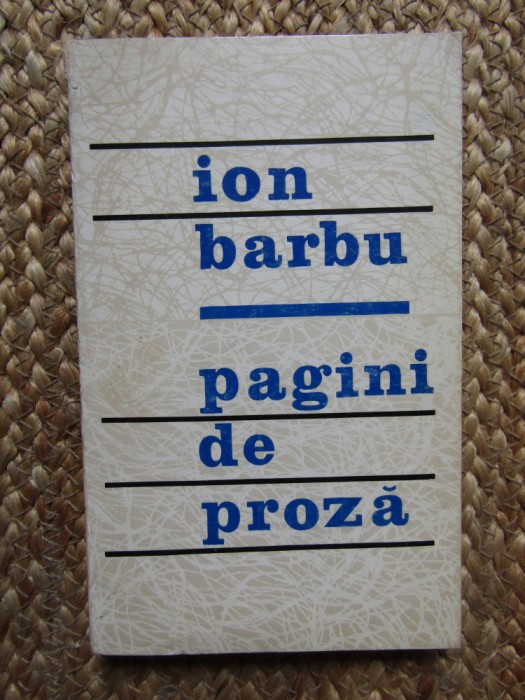 ion
barbu
pagini
de
proză